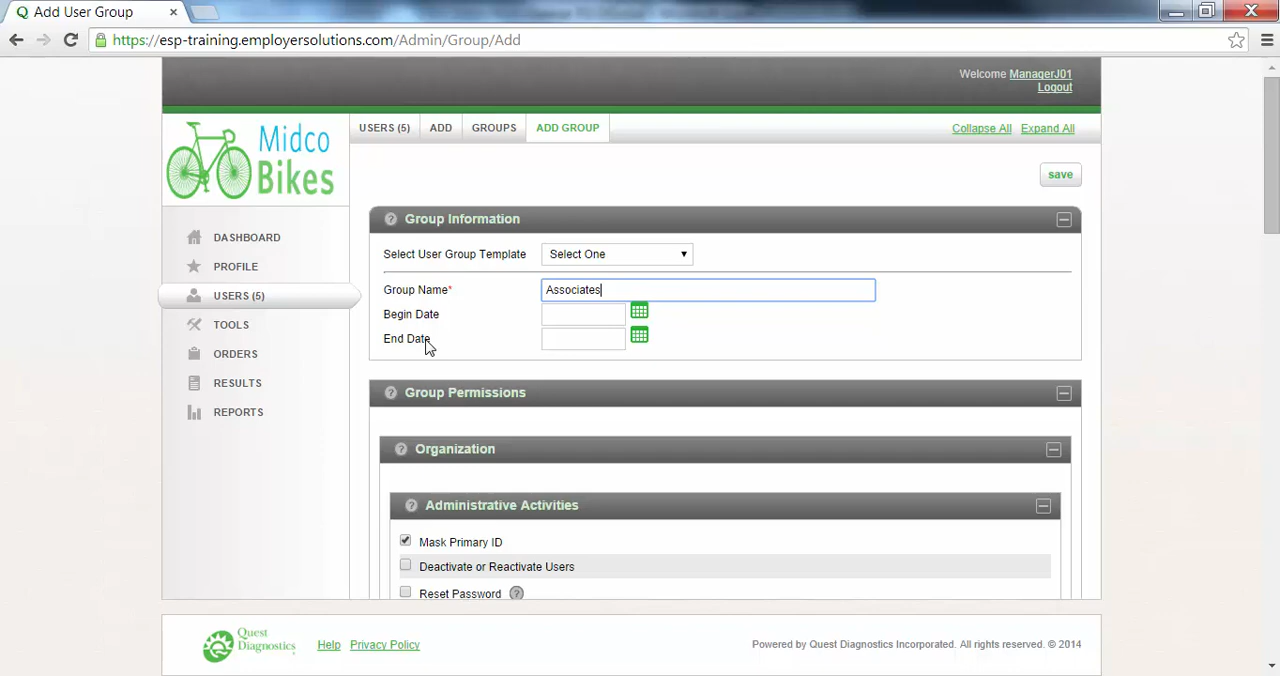 Add User Group
https://esp-training.employersolutions.com/Admin/Group/Add
Welcome ManagerJ01
Logout
Midco
Bikes
USERS (5) ADD GROUPS ADD GROUP Collapse All Expand All
save
DASHBOARD
PROFILE
USERS (5)
TOOLS
ORDERS
RESULTS
REPORTS
Group Information
Select User Group Template Select One
Group Name* Associates
Begin Date
End Date
Group Permissions
Organization
Administrative Activities
Mask Primary ID
Deactivate or Reactivate Users
Reset Password
Quest
Diagnostics
Help Privacy Policy Powered by Quest Diagnostics Incorporated. All rights reserved. © 2014